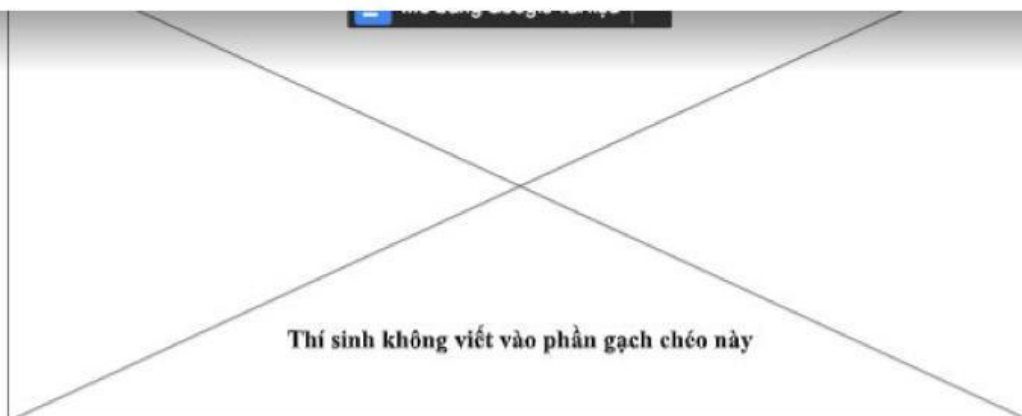 Thí sinh không viết vào phần gạch chéo này